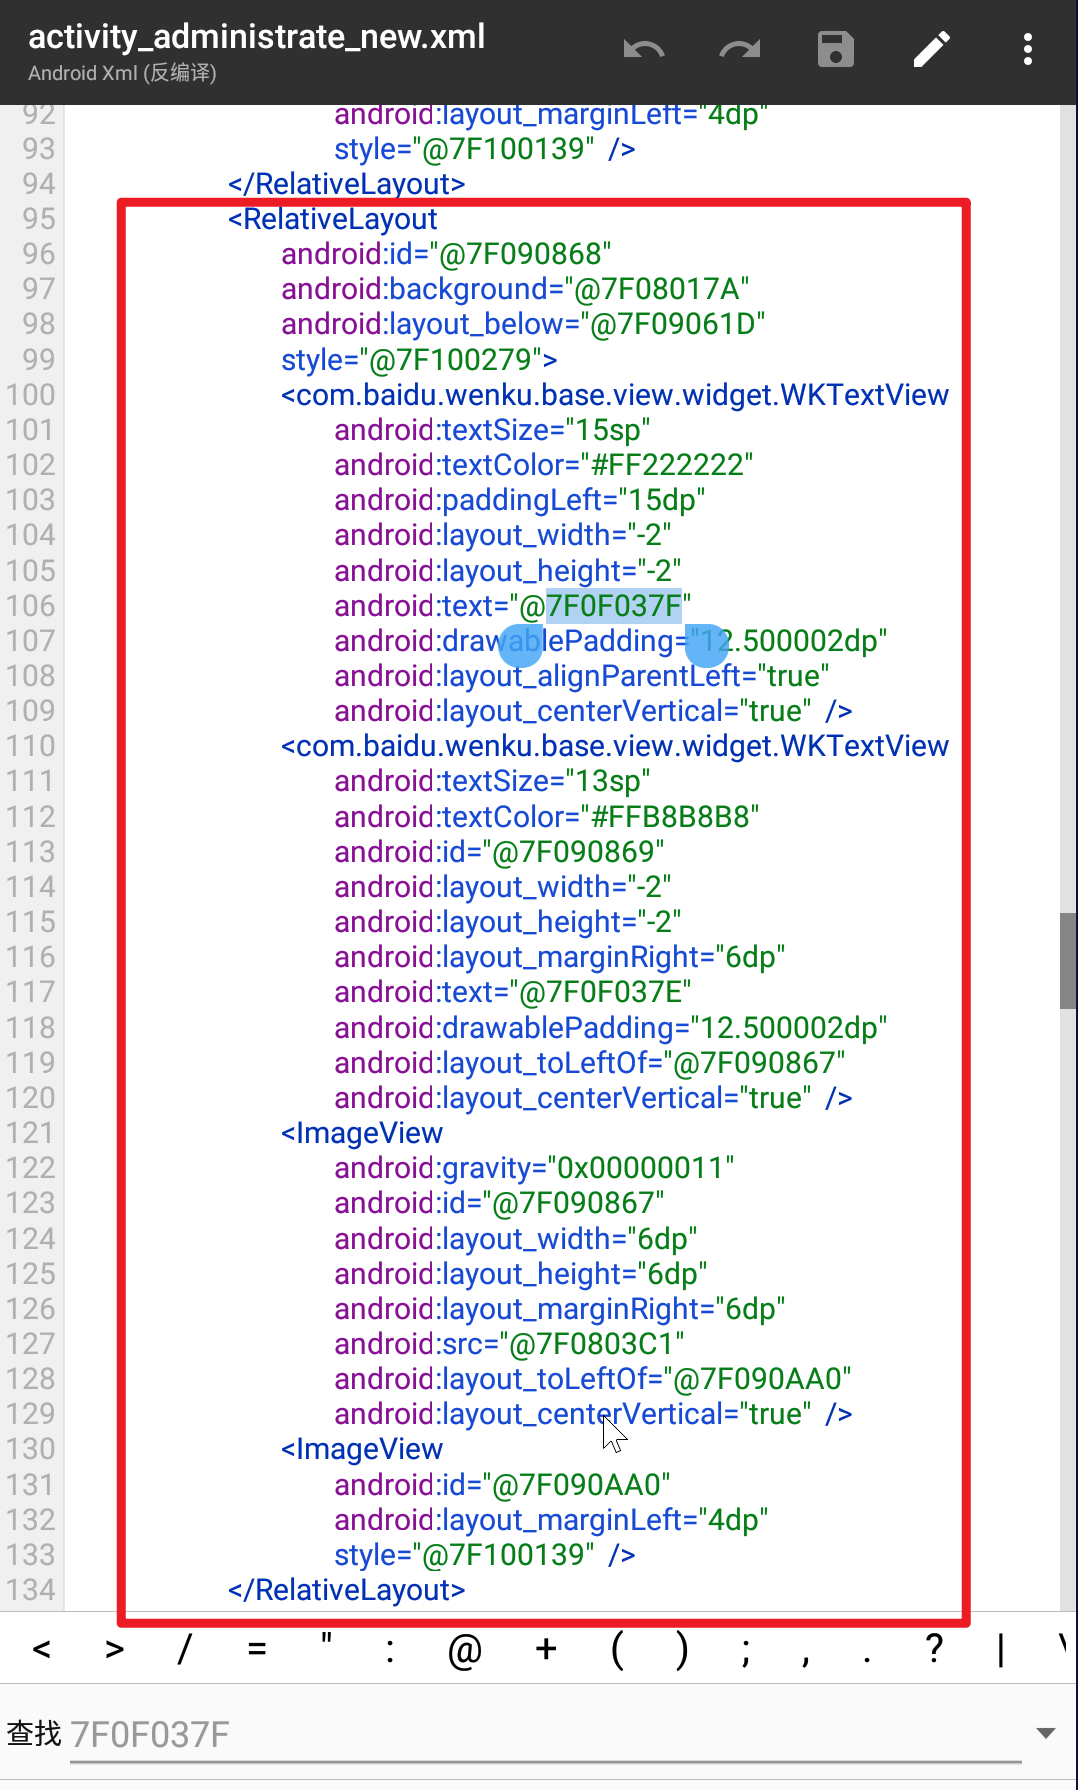 activity_administrate_new.xml
Android Xml (反编译)
92 android:layout_marginLeft="4dp"
93 style="@7F100139" />
94 </RelativeLayout>
95 <RelativeLayout
96 android:id="@7F090868"
97 android:background="@7F08017A"
98 android:layout_below="@7F09061D"
99 style="@7F100279">
100 <com.baidu.wenku.base.view.widget.WKTextView
101 android:textSize="15sp"
102 android:textColor="#FF222222"
103 android:paddingLeft="15dp"
104 android:layout_width="-2"
105 android:layout_height="-2"
106 android:text="@7F0F037F"
107 android:drawablePadding="12.500002dp"
108 android:layout_alignParentLeft="true"
109 android:layout_centerVertical="true" />
110 <com.baidu.wenku.base.view.widget.WKTextView
111 android:textSize="13sp"
112 android:textColor="#FFB8B8B8"
113 android:id="@7F090869"
114 android:layout_width="-2"
115 android:layout_height="-2"
116 android:layout_marginRight="6dp"
117 android:text="@7F0F037E"
118 android:drawablePadding="12.500002dp"
119 android:layout_toLeftOf="@7F090867"
120 android:layout_centerVertical="true" />
121 <ImageView
122 android:gravity="0x00000011"
123 android:id="@7F090867"
124 android:layout_width="6dp"
125 android:layout_height="6dp"
126 android:layout_marginRight="6dp"
127 android:src="@7F0803C1"
128 android:layout_toLeftOf="@7F090AA0"
129 android:layout_centerVertical="true" />
130 <ImageView
131 android:id="@7F090AA0"
132 android:layout_marginLeft="4dp"
133 style="@7F100139" />
134 </RelativeLayout>
< > / = " : @ + ( ) ; , . ? | \
查找 7F0F037F